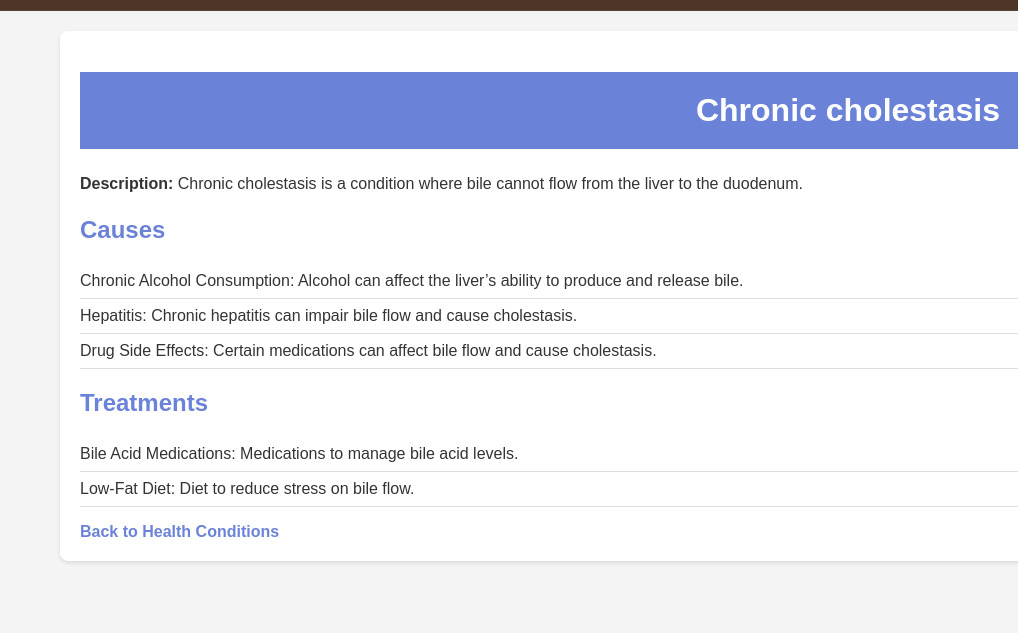 Chronic cholestasis
Description: Chronic cholestasis is a condition where bile cannot flow from the liver to the duodenum.
Causes
Chronic Alcohol Consumption: Alcohol can affect the liver’s ability to produce and release bile.
Hepatitis: Chronic hepatitis can impair bile flow and cause cholestasis.
Drug Side Effects: Certain medications can affect bile flow and cause cholestasis.
Treatments
Bile Acid Medications: Medications to manage bile acid levels.
Low-Fat Diet: Diet to reduce stress on bile flow.
Back to Health Conditions